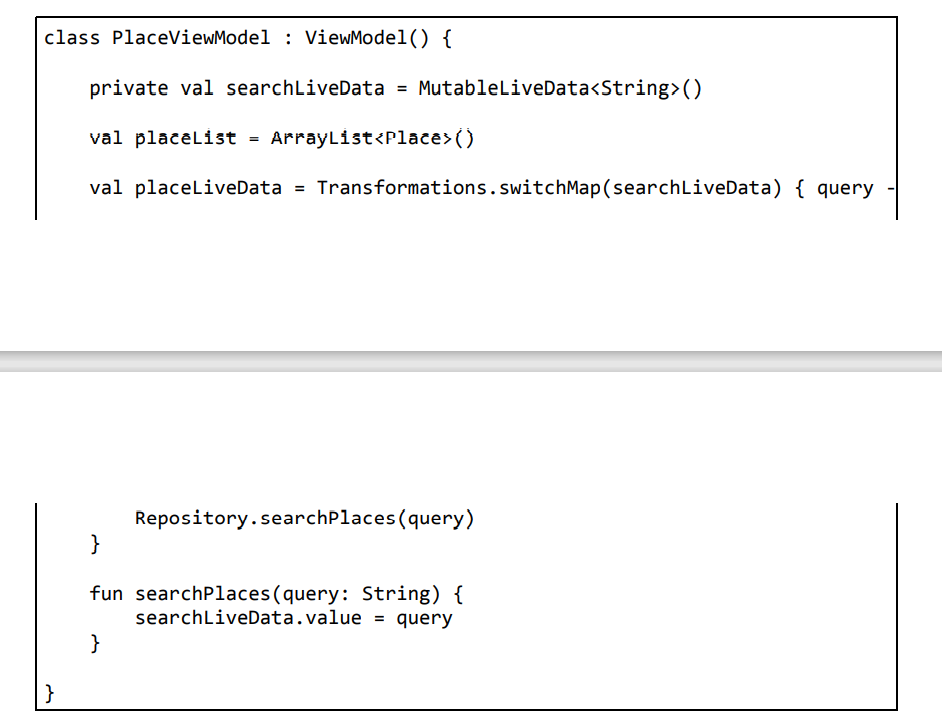 class PlaceViewModel : ViewModel() {
private val searchLiveData = MutableLiveData<String>()
val placeList = ArrayList<Place>()
val placeLiveData = Transformations.switchMap(searchLiveData) { query -
Repository.searchPlaces(query)
}
fun searchPlaces(query: String) {
searchLiveData.value = query
}
}